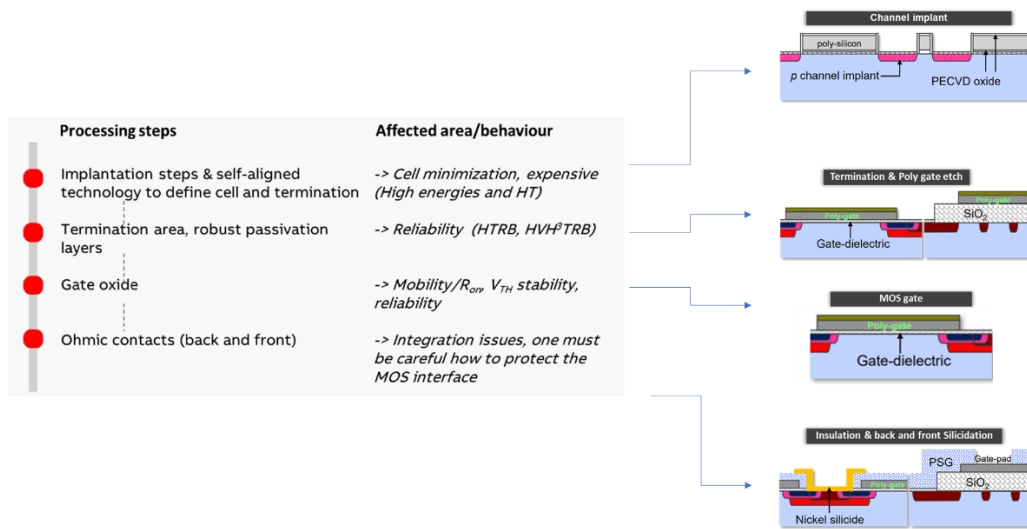 Channel implant
poly-silicon
p channel implant
PECVD oxide
Processing steps
Affected area/behaviour
Implantation steps & self-aligned
technology to define cell and termination
-> Cell minimization, expensive
(High energies and HT)
Termination area, robust passivation
layers
-> Reliability (HTRB, HVH³TRB)
Gate oxide
-> Mobility/Ron, VTH stability,
reliability
Ohmic contacts (back and front)
-> Integration issues, one must
be careful how to protect the
MOS interface
Termination & Poly gate etch
Poly-gate
Poly-gate
SiO2
Gate-dielectric
MOS gate
Poly-gate
Gate-dielectric
Insulation & back and front Silicidation
PSG
Gate-pad
Poly-gate
SiO2
Nickel silicide